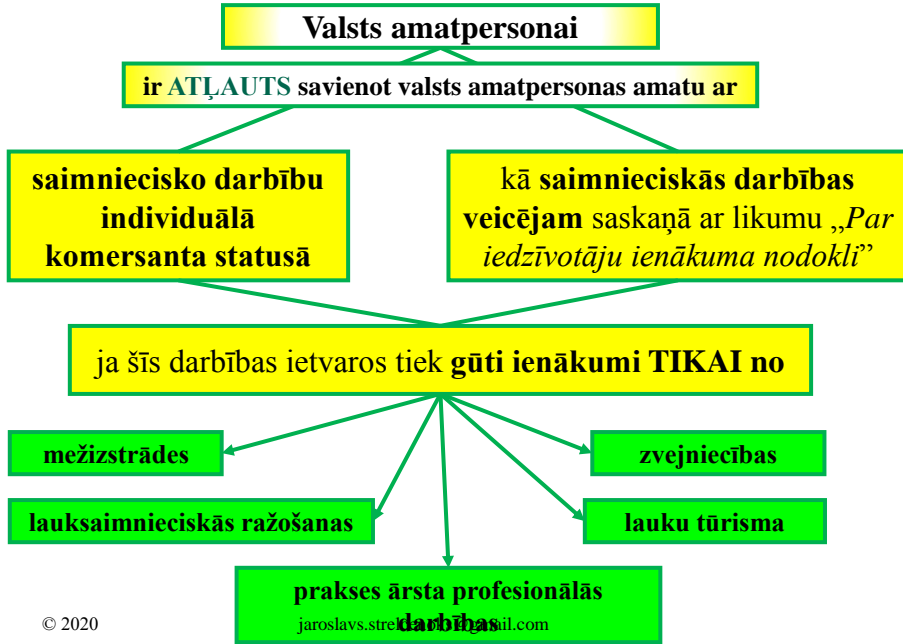 Valsts amatpersonai
ir ATĻAUTS savienot valsts amatpersonas amatu ar
saimniecisko darbību
individuālā
komersanta statusā
kā saimnieciskās darbības
veicējam saskaņā ar likumu „Par
iedzīvotāju ienākuma nodokli”
ja šīs darbības ietvaros tiek gūti ienākumi TIKAI no
mežizstrādes
zvejniecības
lauksaimnieciskās ražošanas
lauku tūrisma
prakses ārsta profesionālās
darbības
© 2020